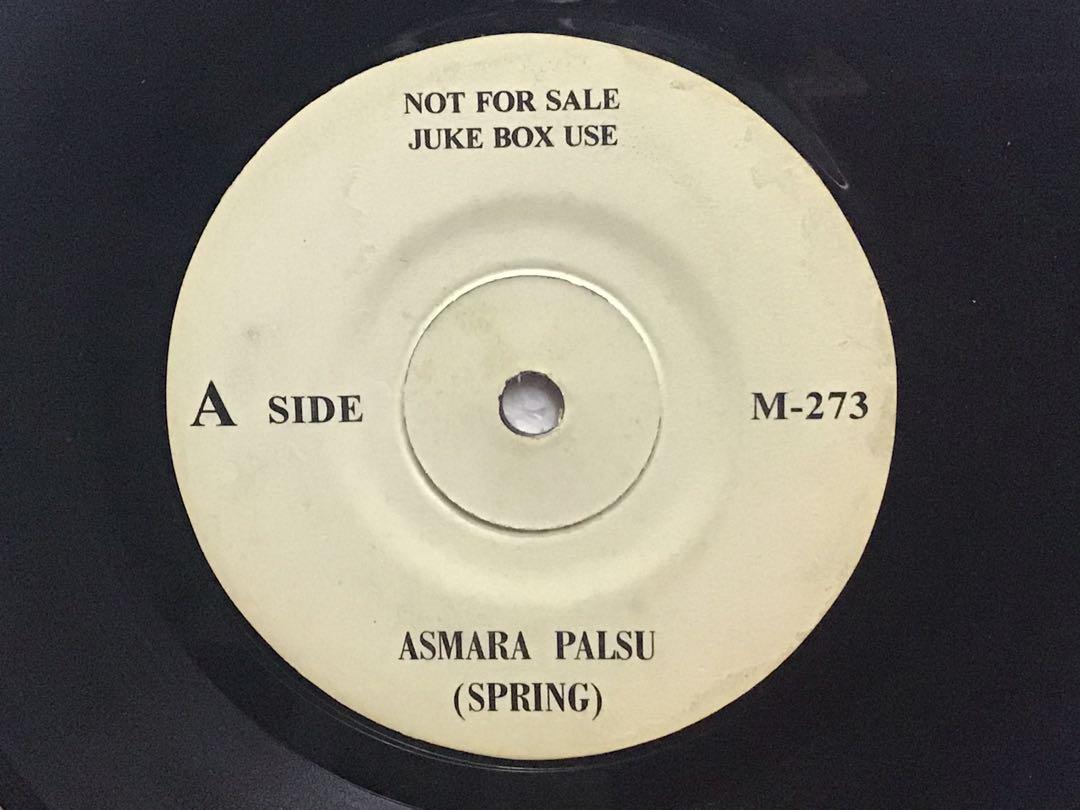 NOT FOR SALE
JUKE BOX USE
A SIDE
M-273
ASMARA PALSU
(SPRING)